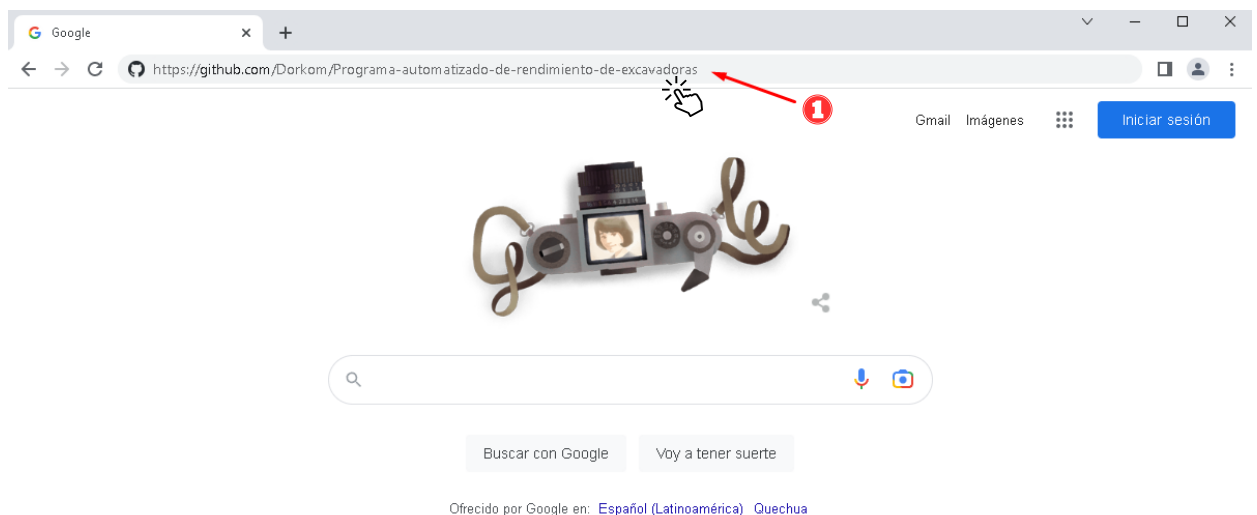 Google
https://github.com/Dorkom/Programa-automatizado-de-rendimiento-de-excavadoras
1
Gmail Imágenes Iniciar sesión
Google
Buscar con Google Voy a tener suerte
Ofrecido por Google en: Español (Latinoamérica) Quechua